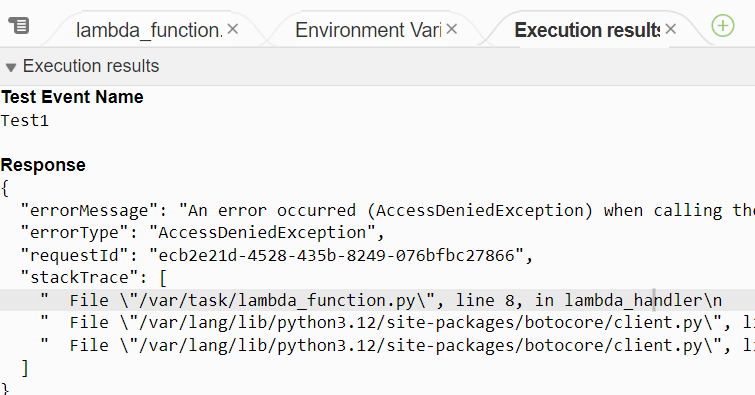 lambda_function. Environment Vari Execution results
Execution results
Test Event Name
Test1
Response
{
"errorMessage": "An error occurred (AccessDeniedException) when calling the
"errorType": "AccessDeniedException",
"requestId": "ecb2e21d-4528-435b-8249-076bfbc27866",
"stackTrace": [
"  File \"/var/task/lambda_function.py\", line 8, in lambda_handler\n
"  File \"/var/lang/lib/python3.12/site-packages/botocore/client.py\", li
"  File \"/var/lang/lib/python3.12/site-packages/botocore/client.py\", l
]
}